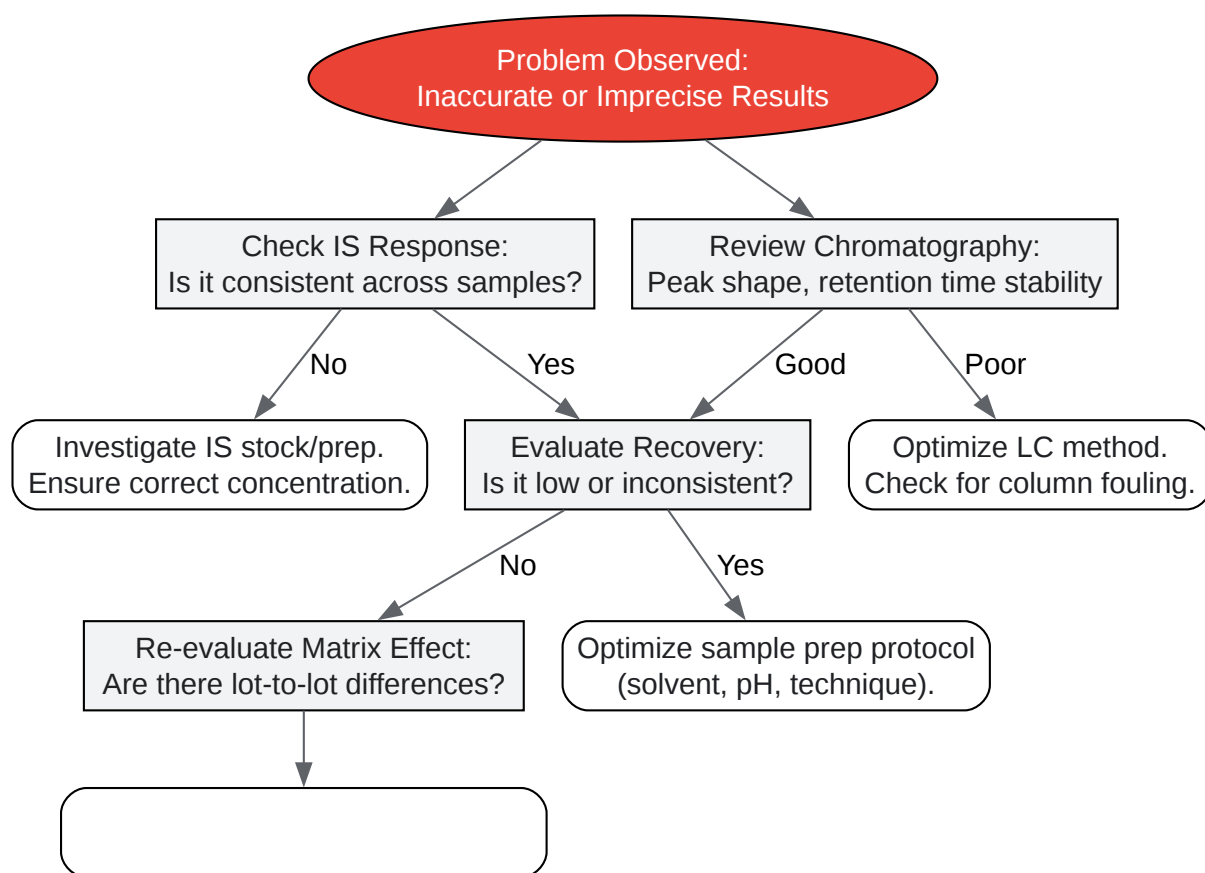 Problem Observed:
Inaccurate or Imprecise Results
Check IS Response:
Is it consistent across samples?
Review Chromatography:
Peak shape, retention time stability
No
Yes
Good
Poor
Investigate IS stock/prep.
Ensure correct concentration.
Evaluate Recovery:
Is it low or inconsistent?
Optimize LC method.
Check for column fouling.
No
Yes
Re-evaluate Matrix Effect:
Are there lot-to-lot differences?
Optimize sample prep protocol
(solvent, pH, technique).